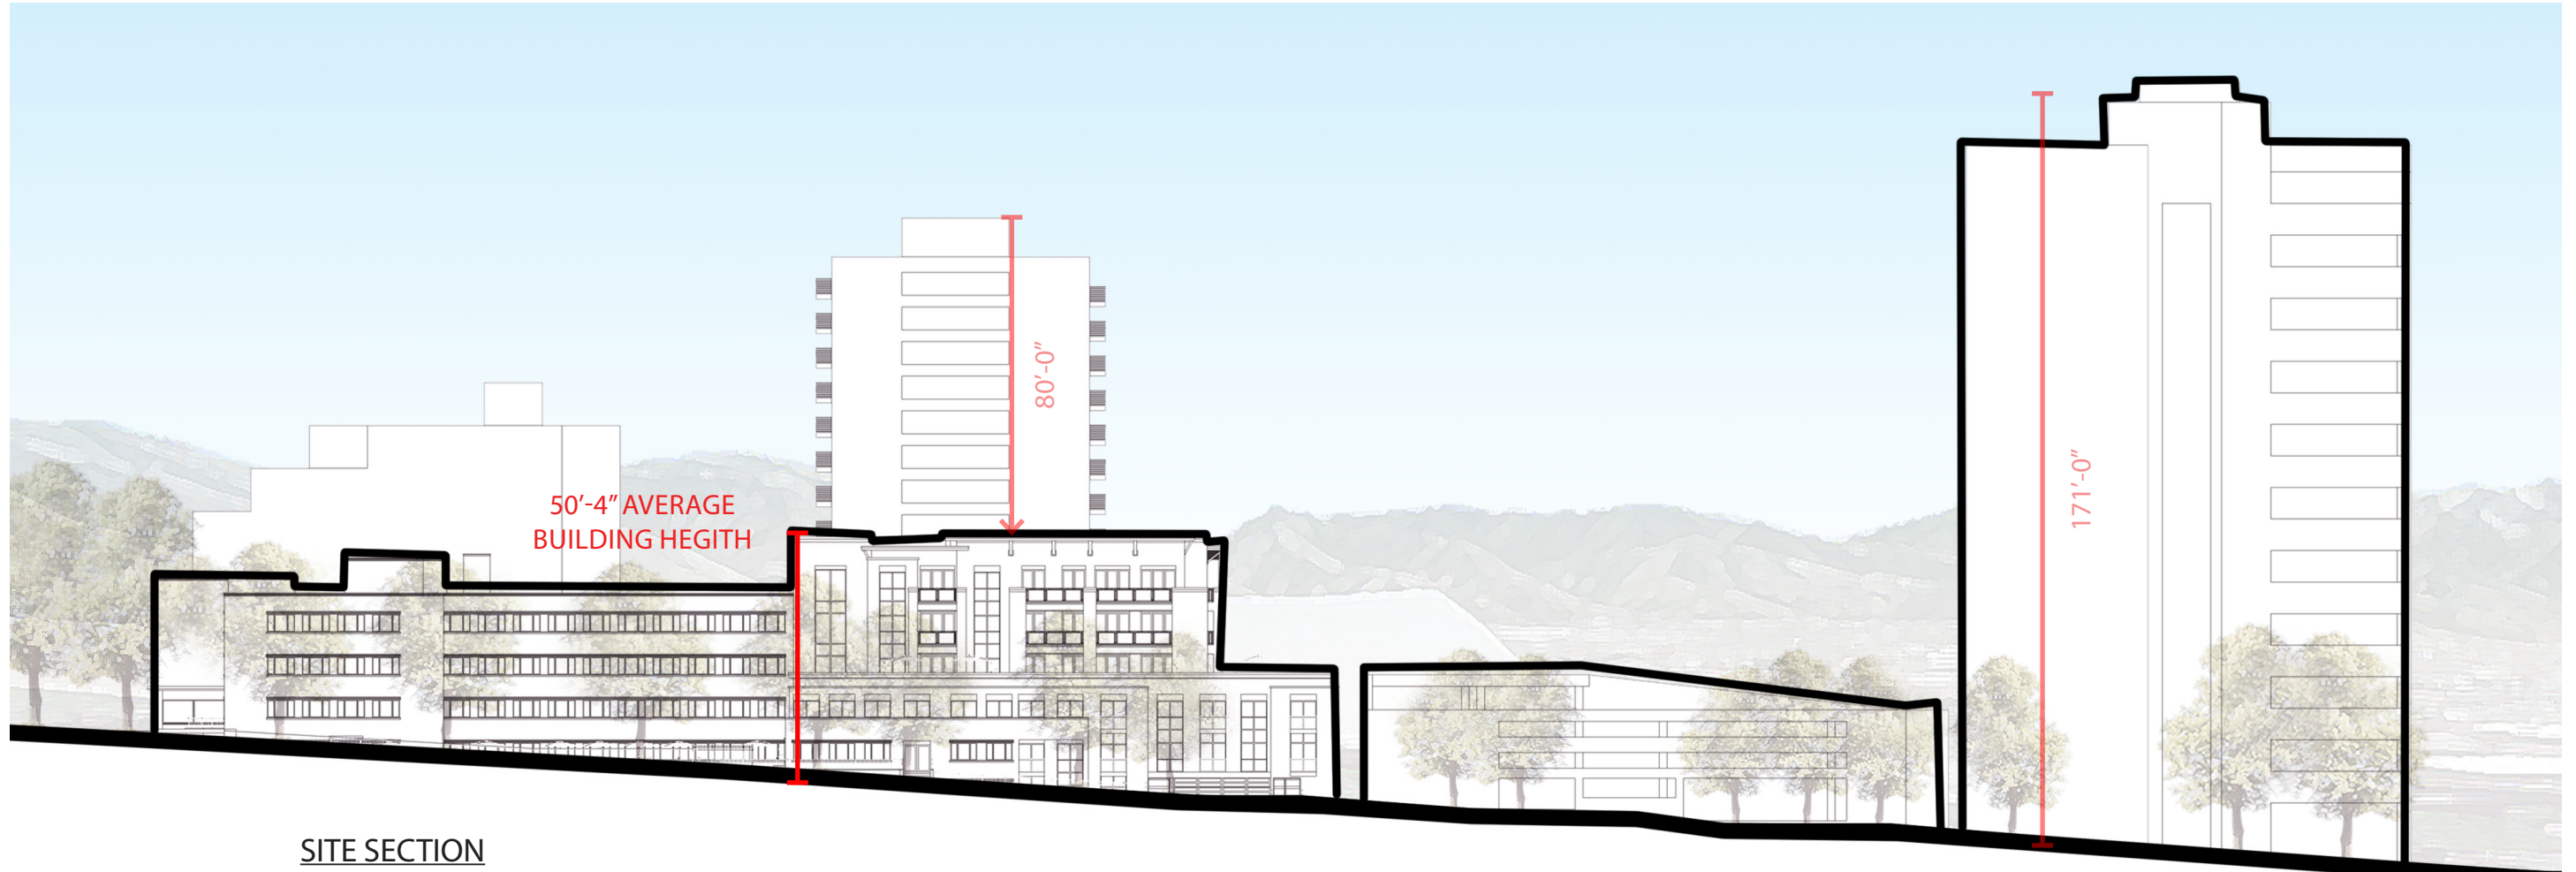 80’-0”
50’-4” AVERAGE
BUILDING HEGITH
171’-0”
SITE SECTION